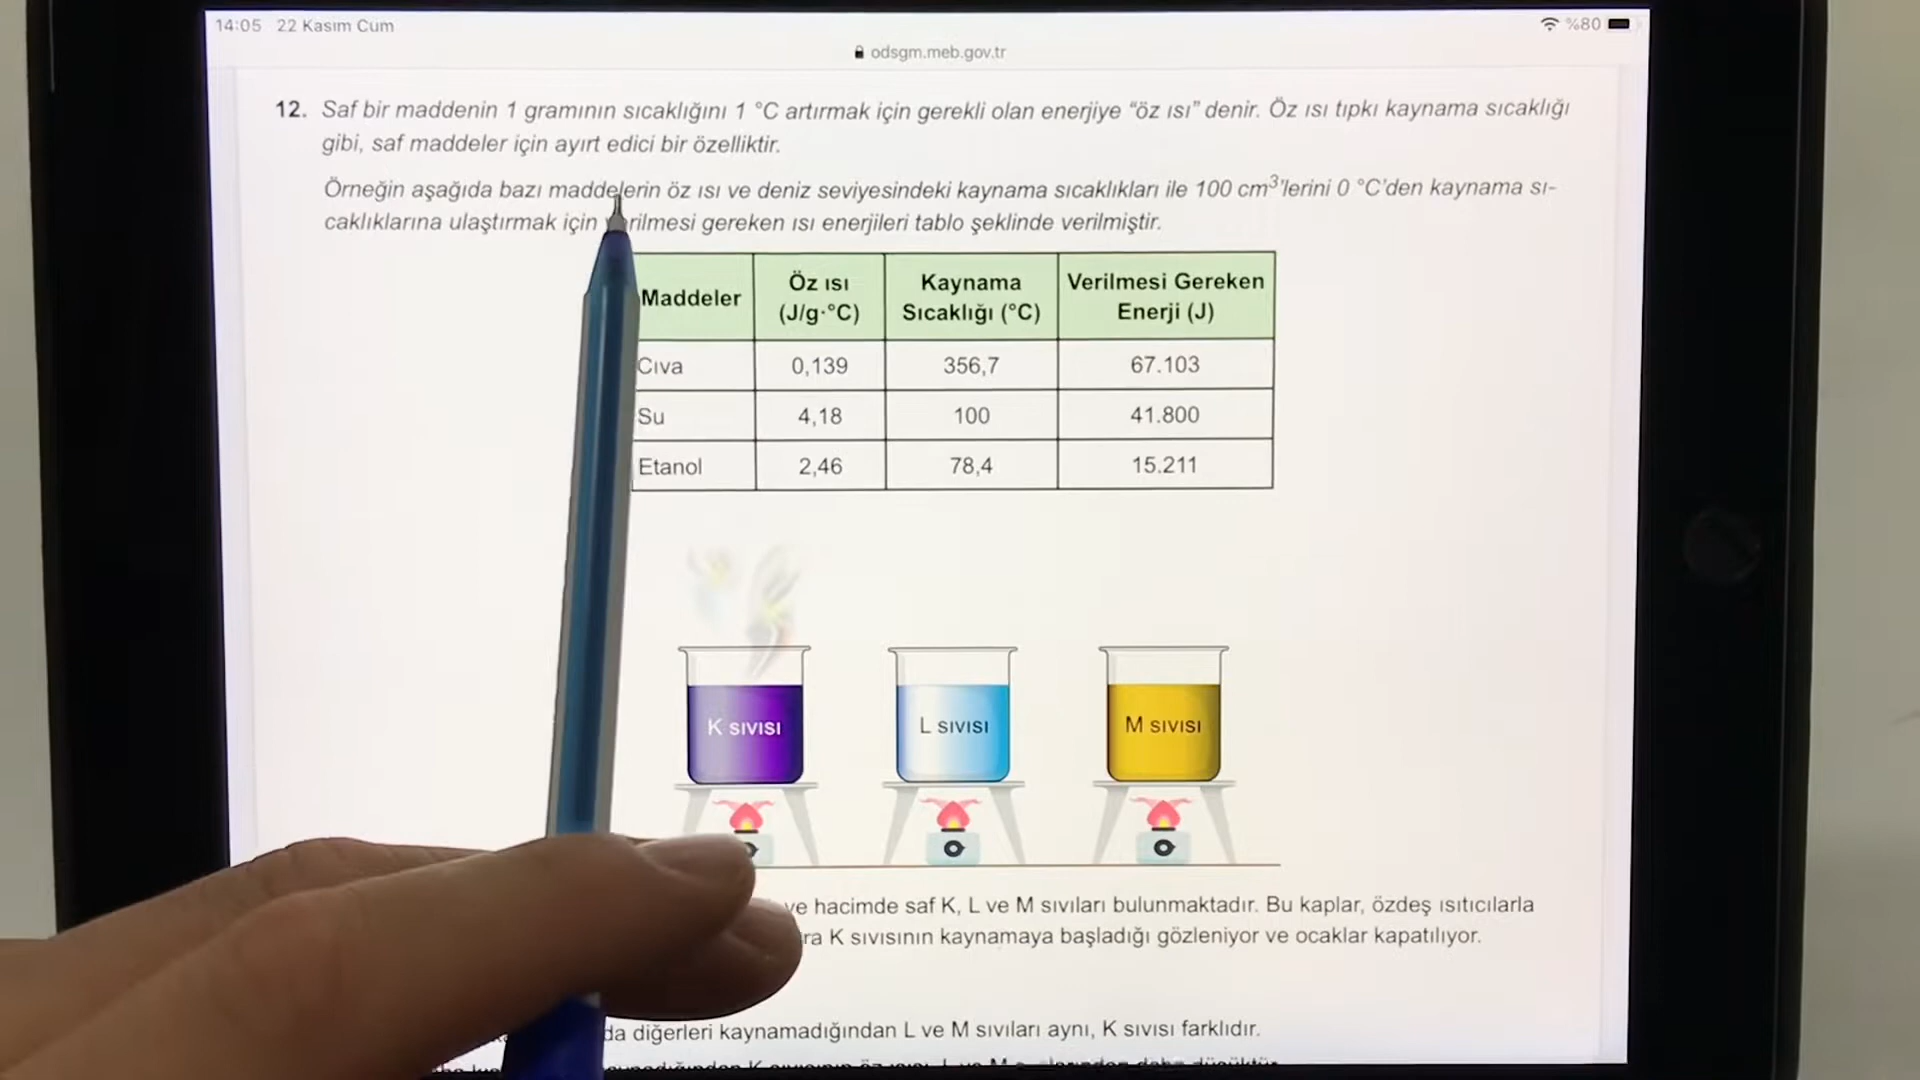 14:05 22 Kasım Cum
%80
odsgm.meb.gov.tr
12. Saf bir maddenin 1 gramının sıcaklığını 1 °C artırmak için gerekli olan enerjiye “öz ısı” denir. Öz ısı tıpkı kaynama sıcaklığı
gibi, saf maddeler için ayırt edici bir özelliktir.
Örneğin aşağıda bazı maddelerin öz ısı ve deniz seviyesindeki kaynama sıcaklıkları ile 100 cm³'lerini 0 °C'den kaynama sı-
caklıklarına ulaştırmak için verilmesi gereken ısı enerjileri tablo şeklinde verilmiştir.
Maddeler Öz ısı (J/g·°C) Kaynama Sıcaklığı (°C) Verilmesi Gereken Enerji (J)
Cıva 0,139 356,7 67.103
Su 4,18 100 41.800
Etanol 2,46 78,4 15.211
K sıvısı L sıvısı M sıvısı
ve hacimde saf K, L ve M sıvıları bulunmaktadır. Bu kaplar, özdeş ısıtıcılarla
K sıvısının kaynamaya başladığı gözleniyor ve ocaklar kapatılıyor.
diğerleri kaynamadığından L ve M sıvıları aynı, K sıvısı farklıdır.